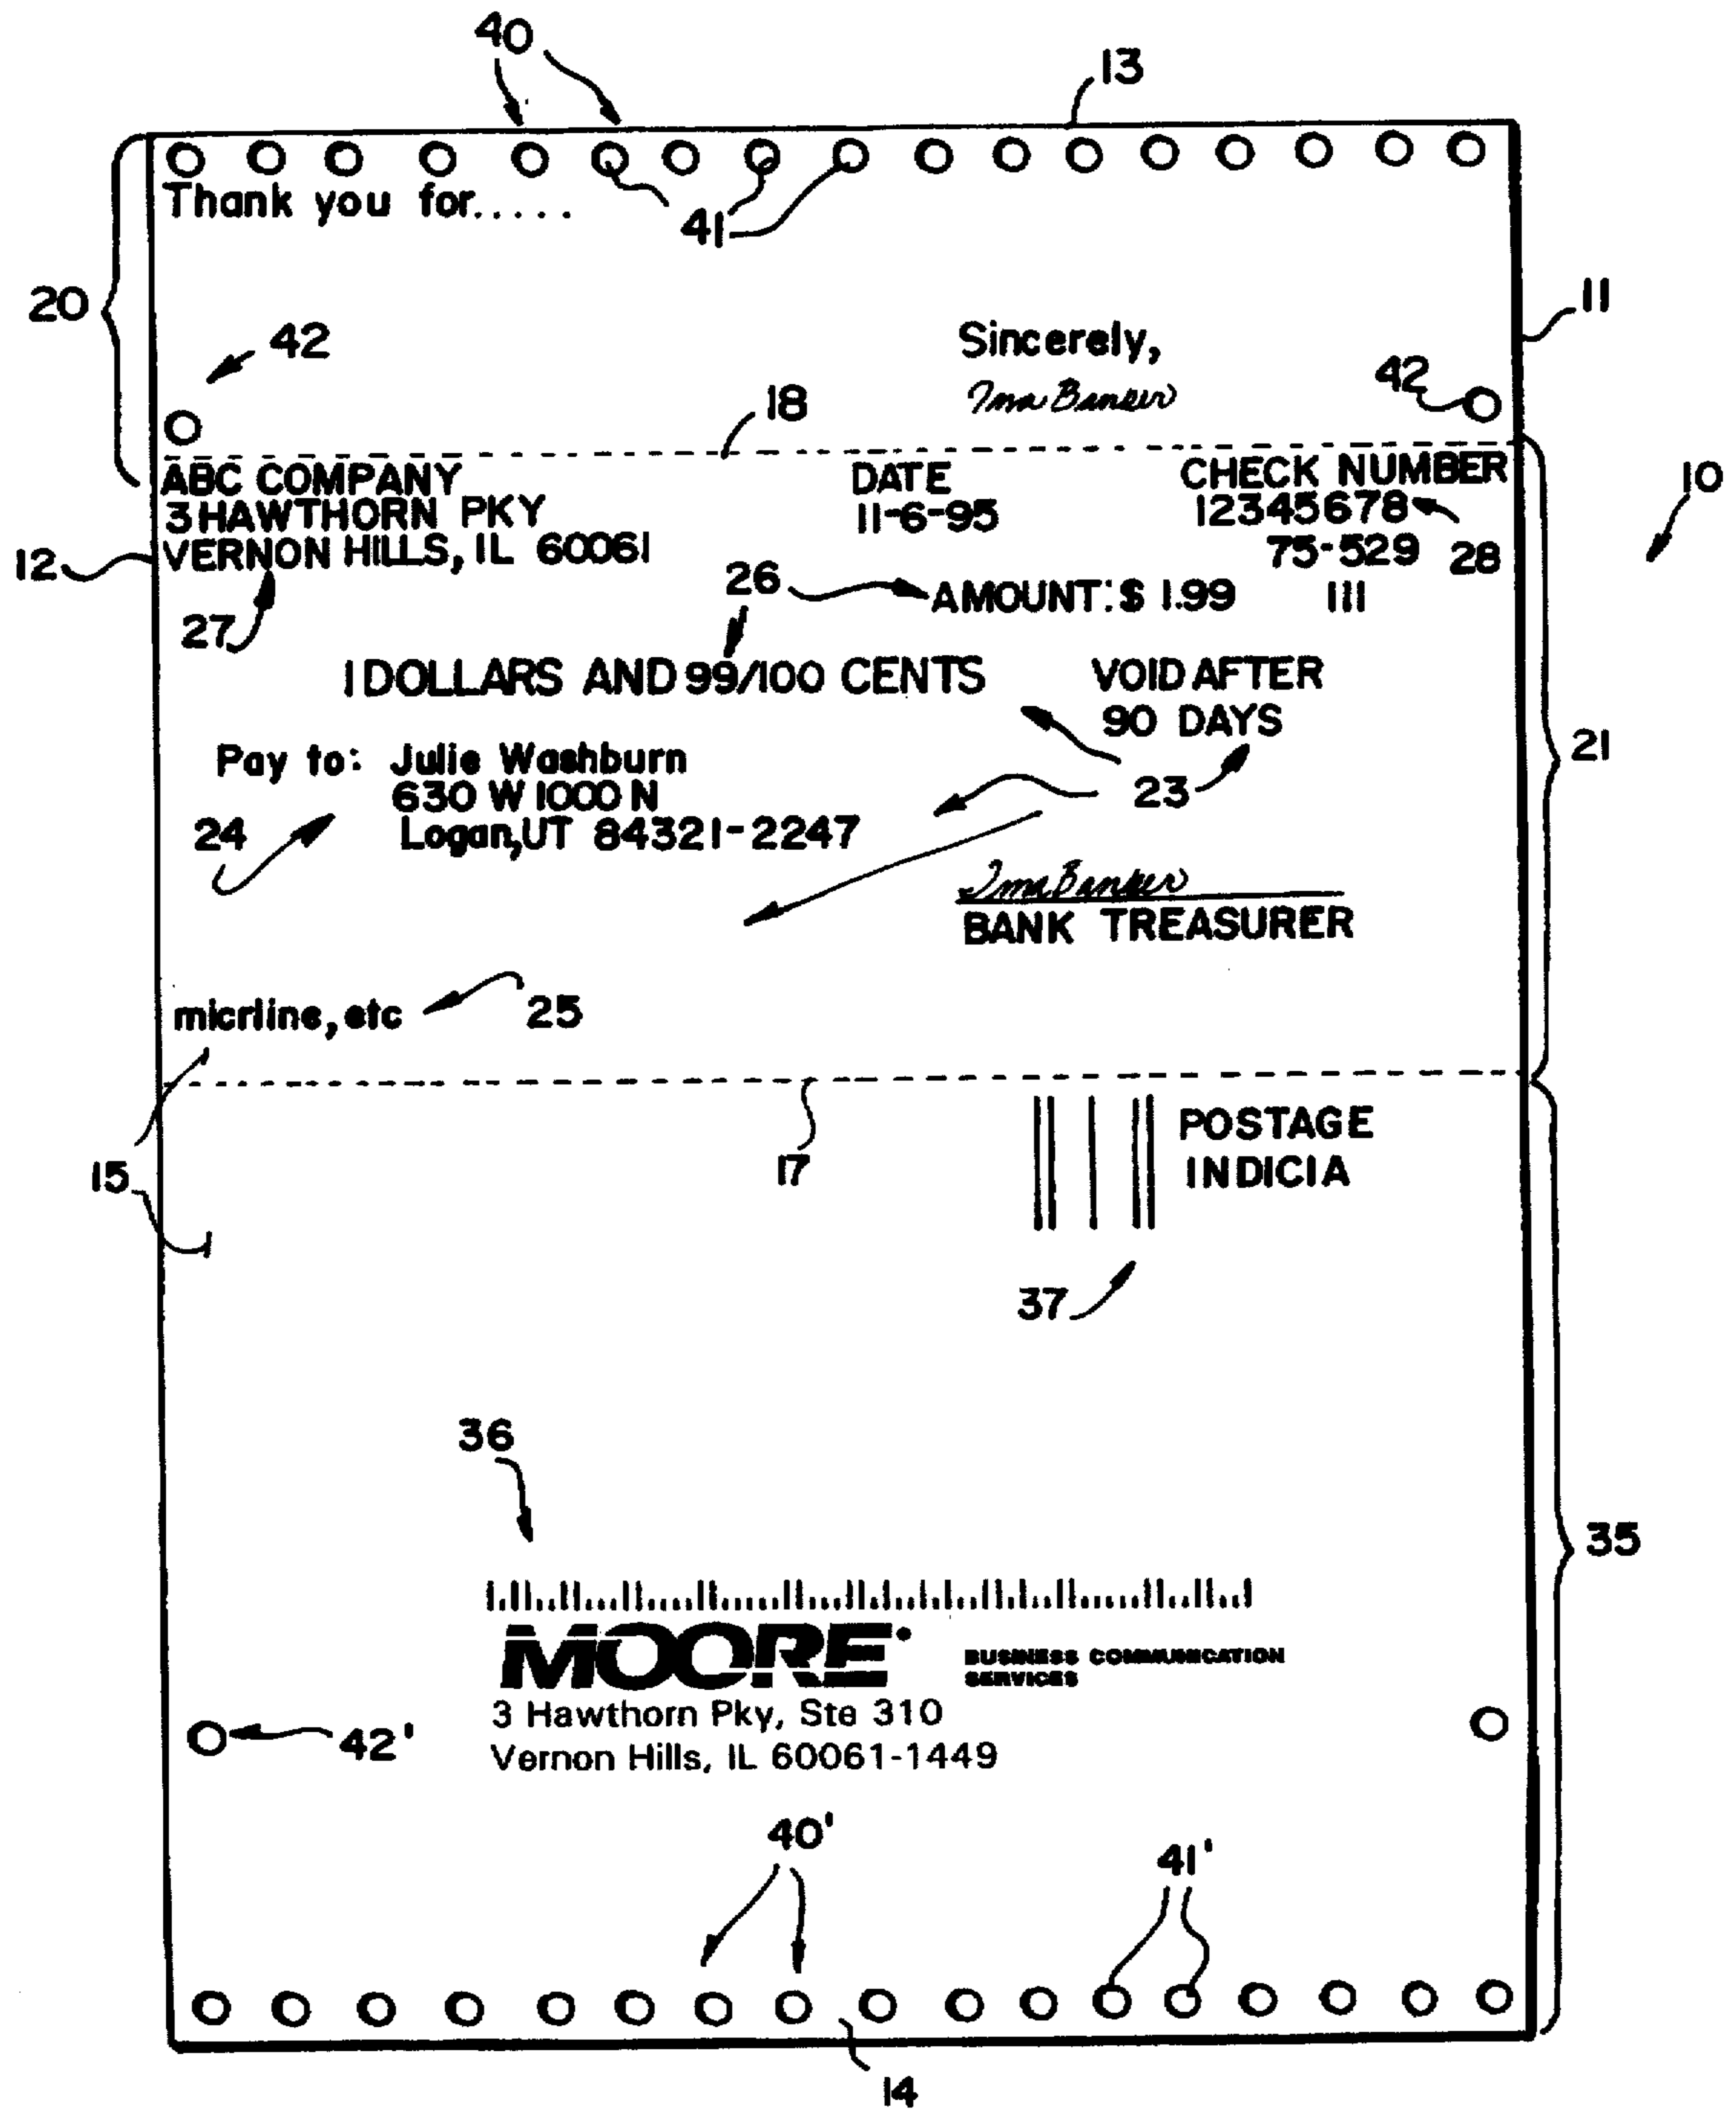 40
13
Thank you for.....
41
20
11
42
Sincerely,
Ima Banker
42
18
ABC COMPANY DATE CHECK NUMBER
3 HAWTHORN PKY 11-6-95 12345678
10
12 VERNON HILLS, IL 60061 75-529 28
26 AMOUNT: $ 1.99 111
27
1 DOLLARS AND 99/100 CENTS VOID AFTER
90 DAYS
21
Pay to: Julie Washburn
630 W 1000 N 23
24 Logan, UT 84321-2247
Ima Banker
BANK TREASURER
micrline, etc 25
POSTAGE
INDICIA
15 17
37
36
35
MOORE BUSINESS COMMUNICATION
SERVICES
3 Hawthorn Pky, Ste 310
42' Vernon Hills, IL 60061-1449
40'
41'
14